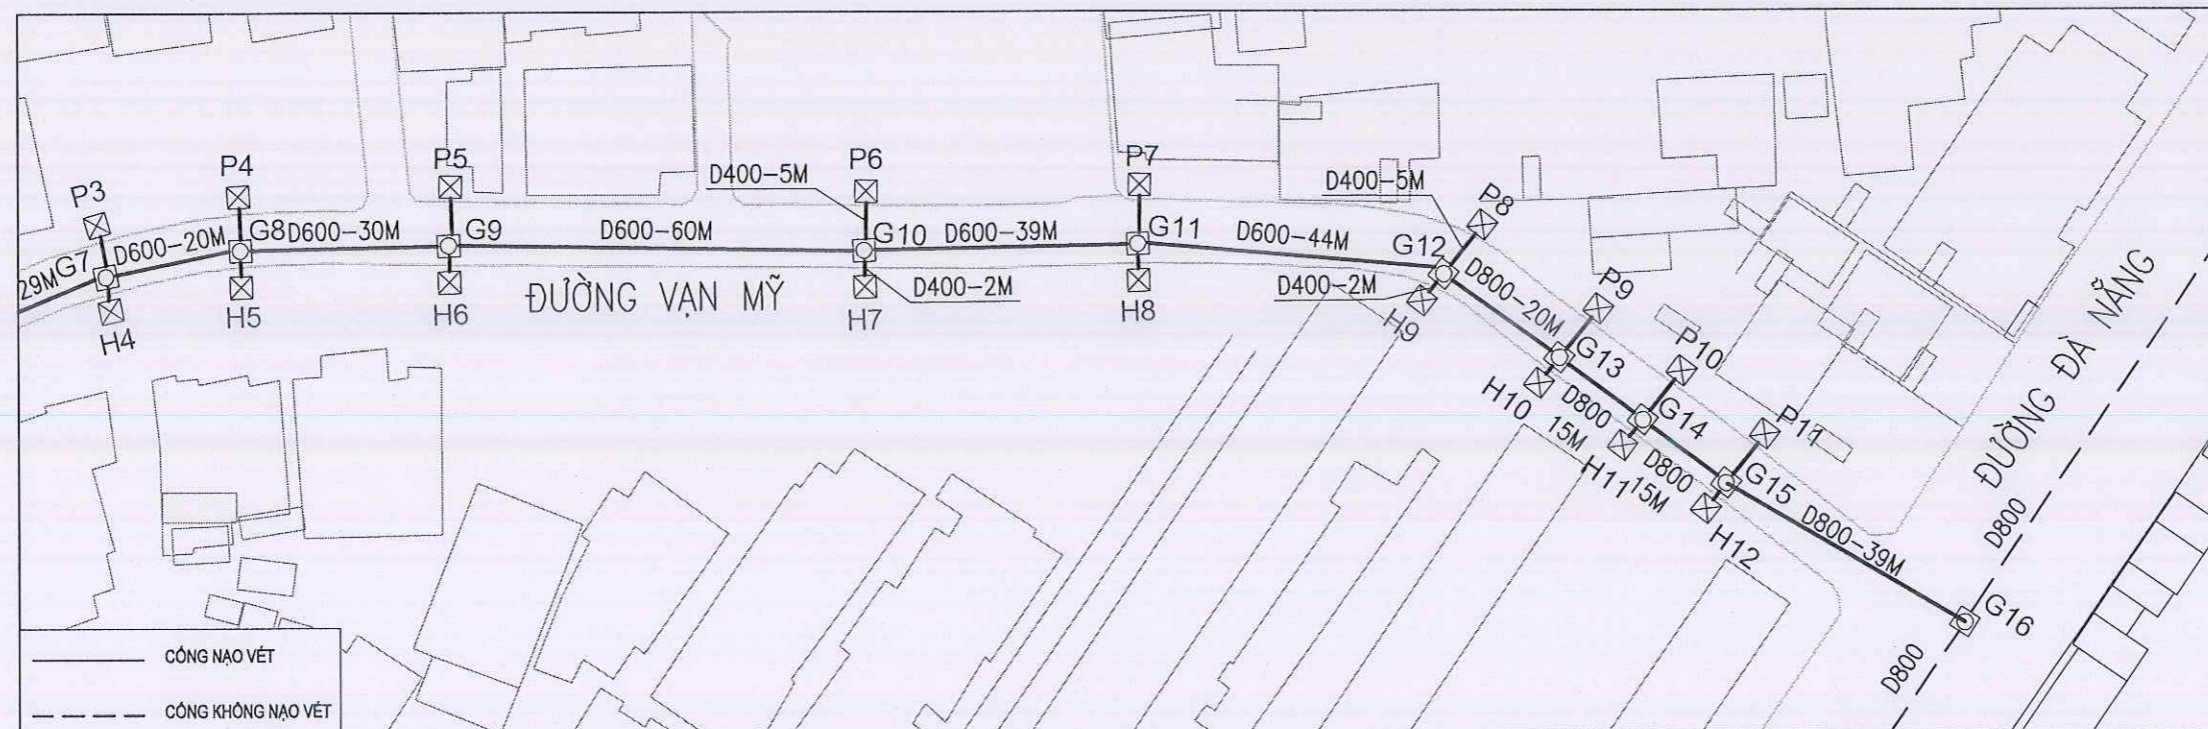 P3
P4
P5
P6
P7
D400-5M
D400-5M
P8
29M
G7
D600-20M
G8
D600-30M
G9
D600-60M
G10
D600-39M
G11
D600-44M
G12
H4
H5
H6
ĐƯỜNG VẠN MỸ
H7
D400-2M
H8
D400-2M
H9
D800-20M
P9
G13
H10
D800
15M
P10
G14
H11
D800
15M
P11
G15
H12
D800-39M
G16
ĐƯỜNG ĐÀ NẴNG
D800
D800
CỐNG NẠO VÉT
CỐNG KHÔNG NẠO VÉT